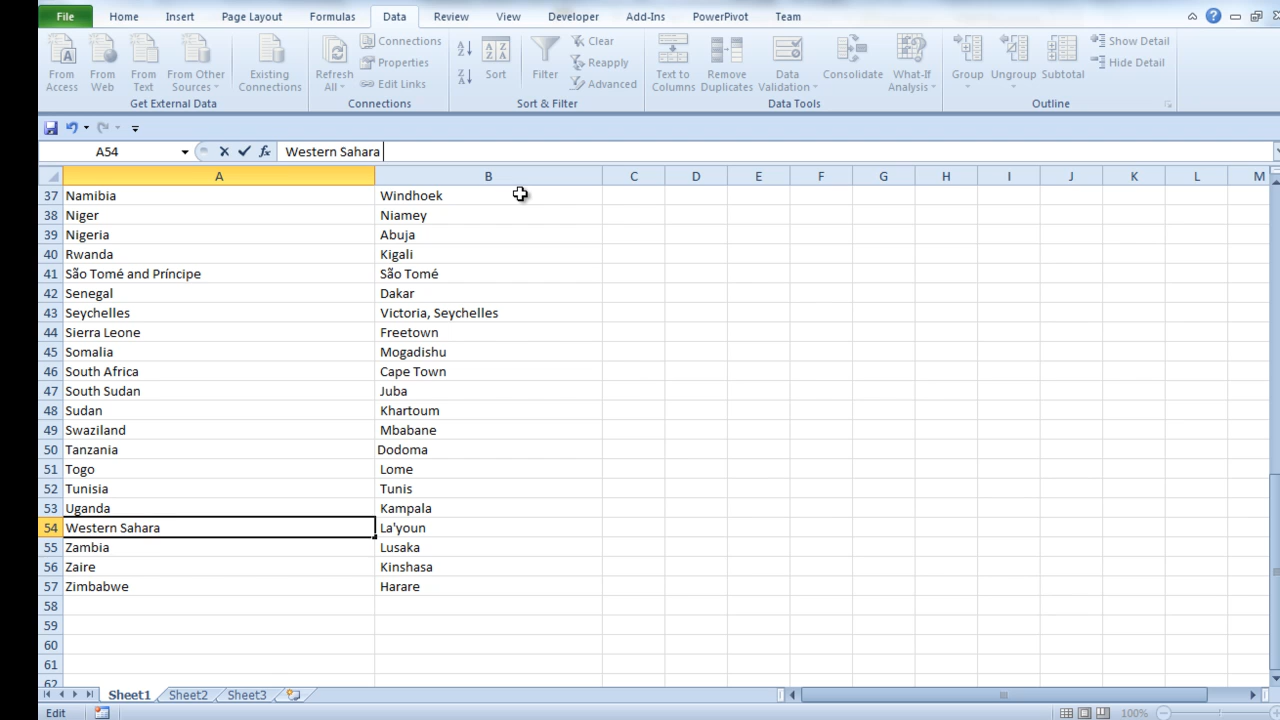 File Home Insert Page Layout Formulas Data Review View Developer Add-Ins PowerPivot Team
From Access
From Web
From Text
From Other Sources
Existing Connections
Get External Data
Refresh All
Connections
Properties
Edit Links
Connections
Sort
Filter
Clear
Reapply
Advanced
Sort & Filter
Text to Columns
Remove Duplicates
Data Validation
Consolidate
What-If Analysis
Data Tools
Group
Ungroup
Subtotal
Show Detail
Hide Detail
Outline
A54 fx Western Sahara
A B C D E F G H I J K L M
37 Namibia Windhoek
38 Niger Niamey
39 Nigeria Abuja
40 Rwanda Kigali
41 São Tomé and Príncipe São Tomé
42 Senegal Dakar
43 Seychelles Victoria, Seychelles
44 Sierra Leone Freetown
45 Somalia Mogadishu
46 South Africa Cape Town
47 South Sudan Juba
48 Sudan Khartoum
49 Swaziland Mbabane
50 Tanzania Dodoma
51 Togo Lome
52 Tunisia Tunis
53 Uganda Kampala
54 Western Sahara La'youn
55 Zambia Lusaka
56 Zaire Kinshasa
57 Zimbabwe Harare
58
59
60
61
62
Sheet1 Sheet2 Sheet3
Edit 100%